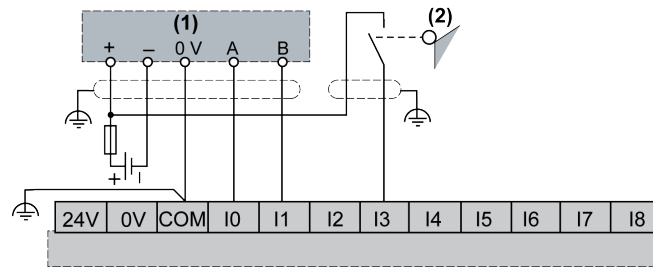 (1)
(2)
+ – 0 V A B
+ –
24V 0V COM I0 I1 I2 I3 I4 I5 I6 I7 I8